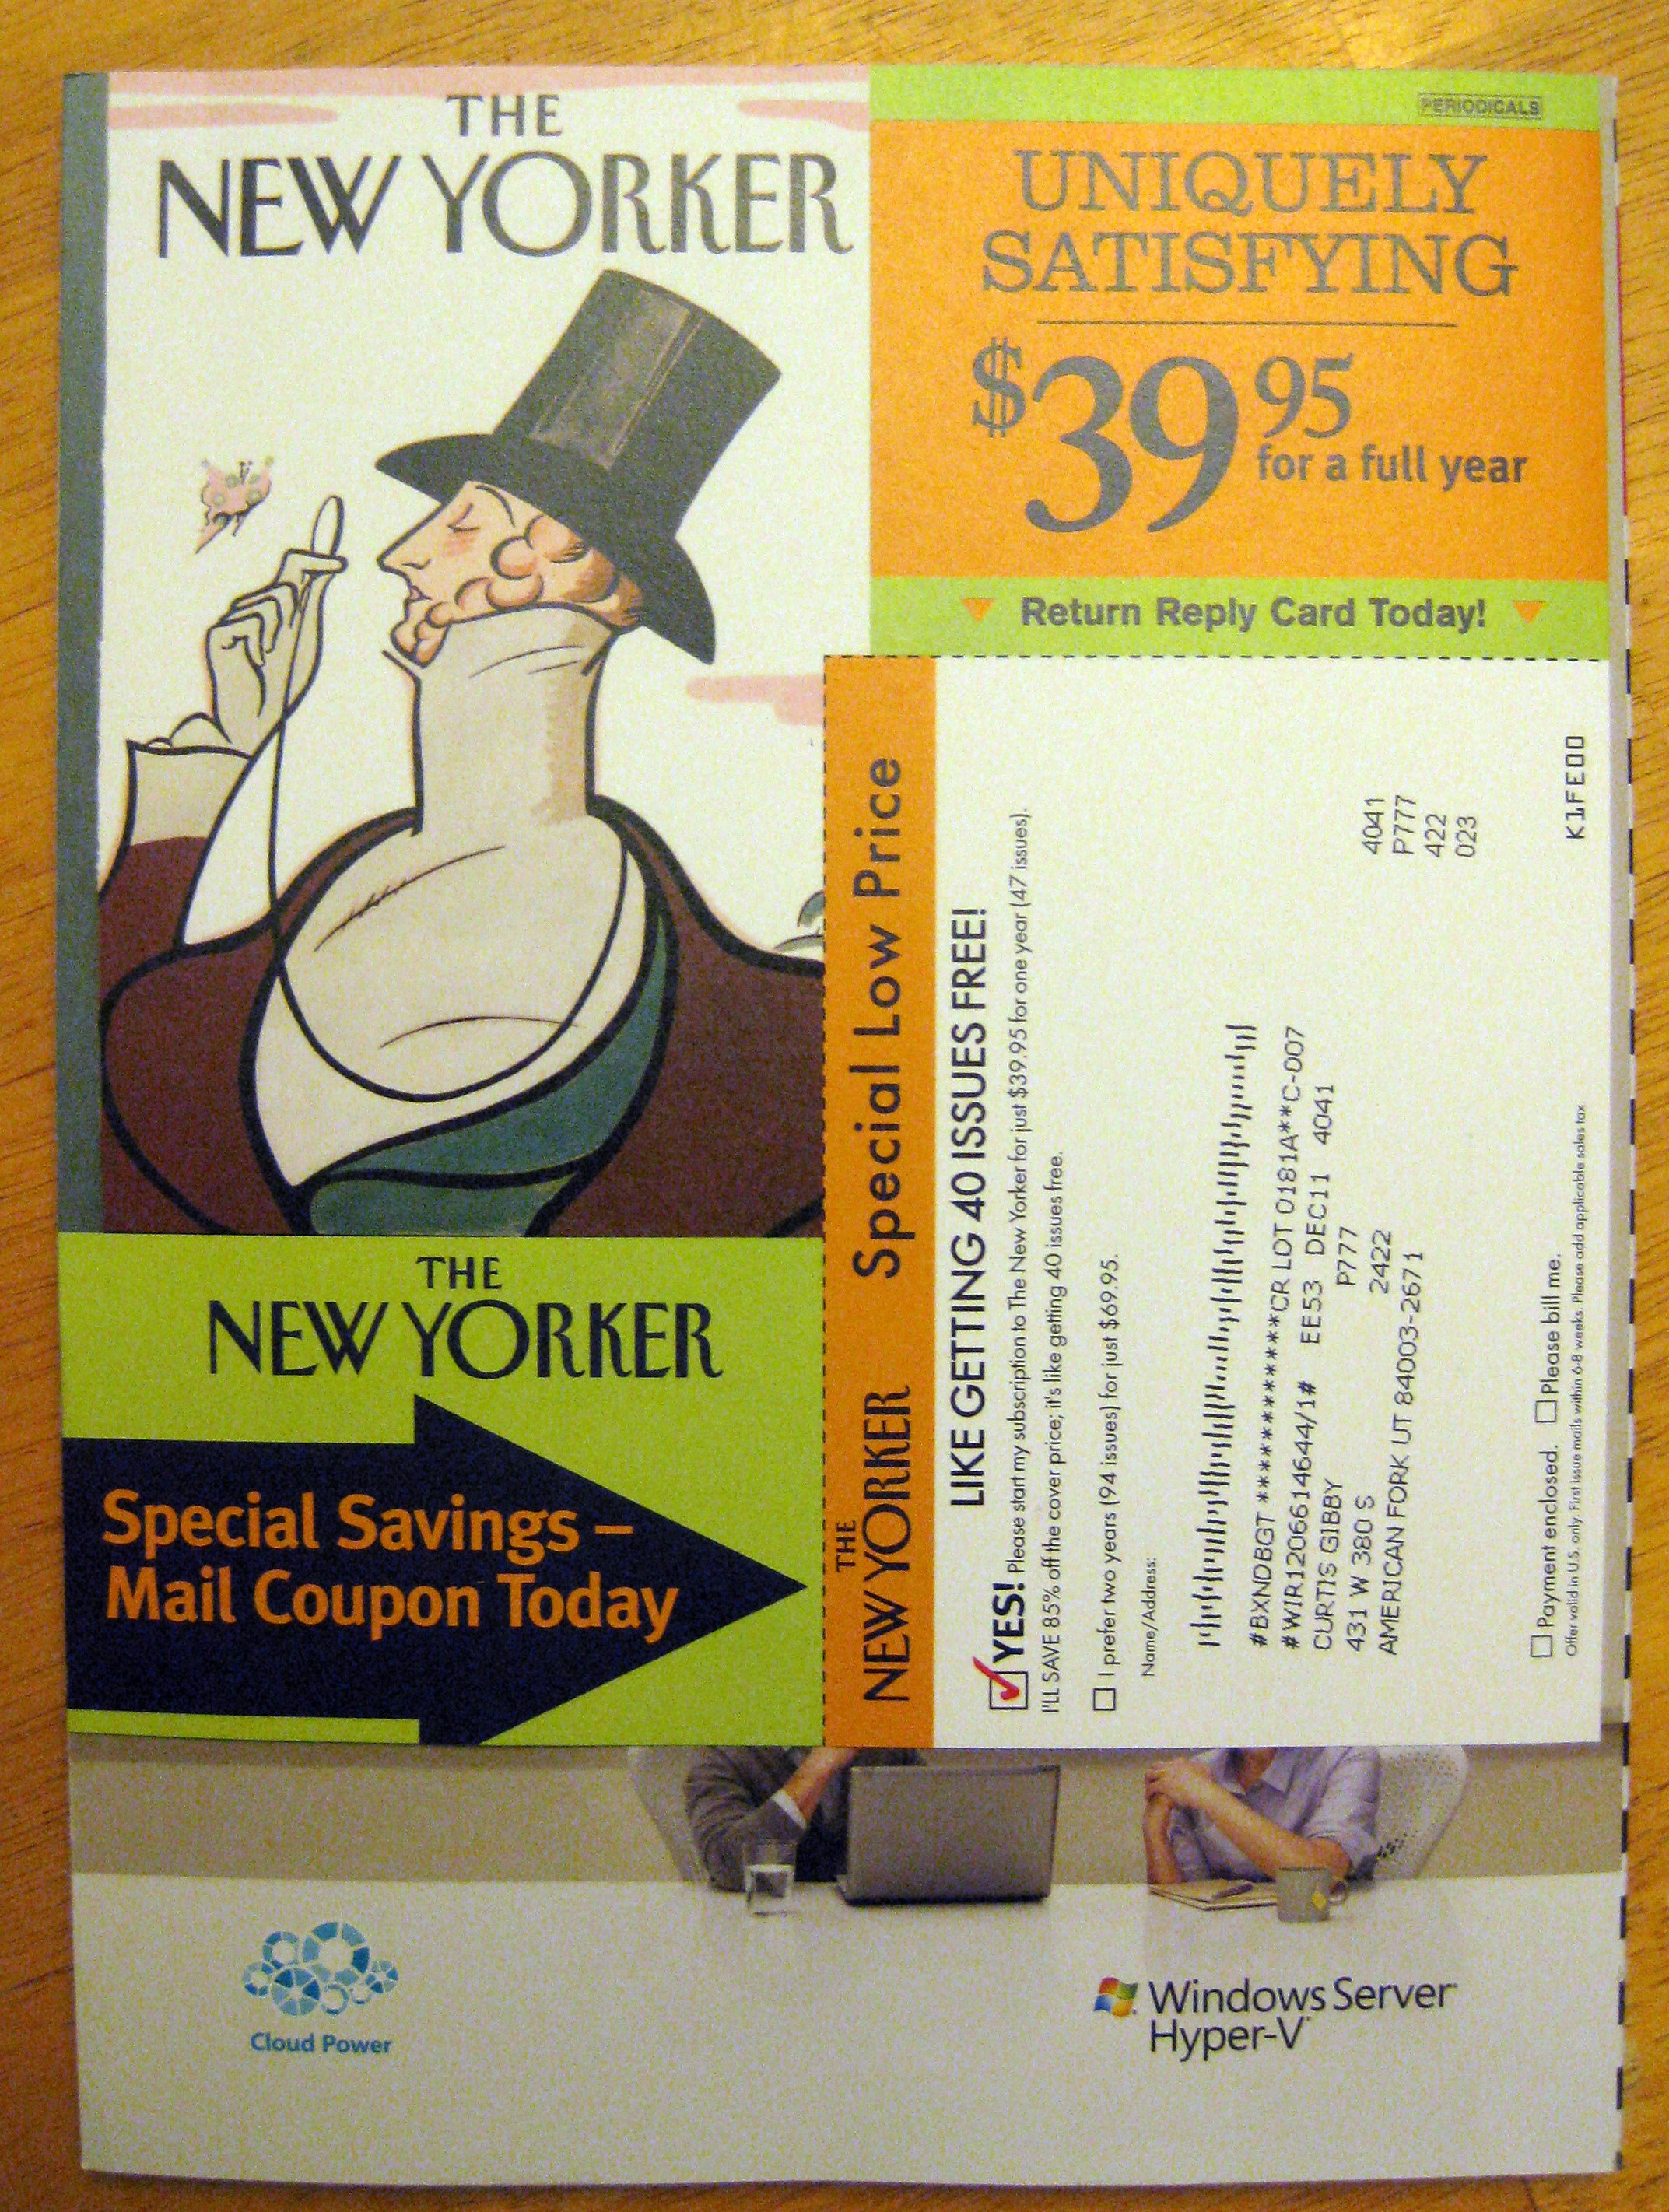 THE
NEW YORKER
PERIODICALS
UNIQUELY
SATISFYING
$39 95
for a full year
Return Reply Card Today!
THE
NEW YORKER
Special Savings –
Mail Coupon Today
THE
NEW YORKER Special Low Price
LIKE GETTING 40 ISSUES FREE!
YES! Please start my subscription to The New Yorker for just $39.95 for one year (47 issues).
I'LL SAVE 85% off the cover price; it's like getting 40 issues free.
I prefer two years (94 issues) for just $69.95.
Name/Address:
#BXNDBGT ****************CR LOT 0181A**C-007
#WIR1206614644/1# EE53 DEC11 4041
CURTIS GIBBY P777
431 W 380 S 2422
AMERICAN FORK UT 84003-2671
4041
P777
422
023
K1FE00
Payment enclosed. Please bill me.
Offer valid in U.S. only. First issue mails within 6-8 weeks. Please add applicable sales tax
Cloud Power
Windows Server
Hyper-V